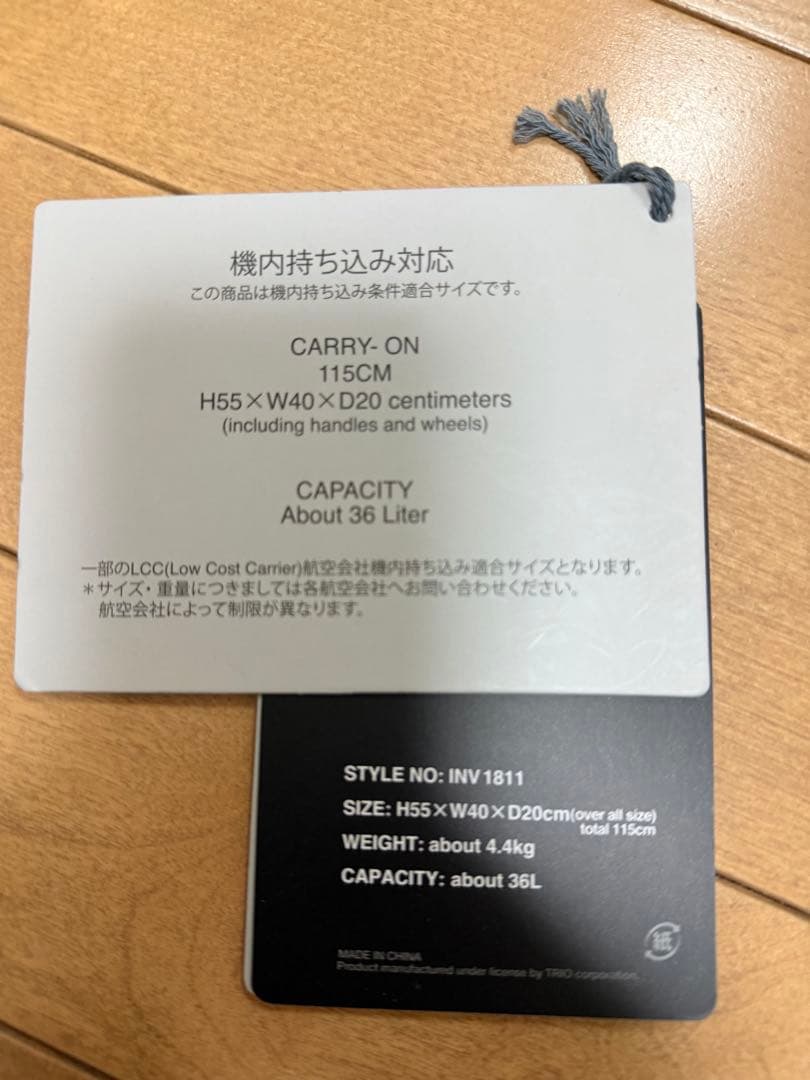 機内持ち込み対応
この商品は機内持ち込み条件適合サイズです。
CARRY- ON
115CM
H55×W40×D20 centimeters
(including handles and wheels)
CAPACITY
About 36 Liter
一部のLCC(Low Cost Carrier)航空会社機内持ち込み適合サイズとなります。
＊サイズ・重量につきましては各航空会社へお問い合わせください。
航空会社によって制限が異なります。
STYLE NO: INV1811
SIZE: H55×W40×D20cm(over all size)
total 115cm
WEIGHT: about 4.4kg
CAPACITY: about 36L
紙
MADE IN CHINA
Product manufactured under license by TRIO corporation.